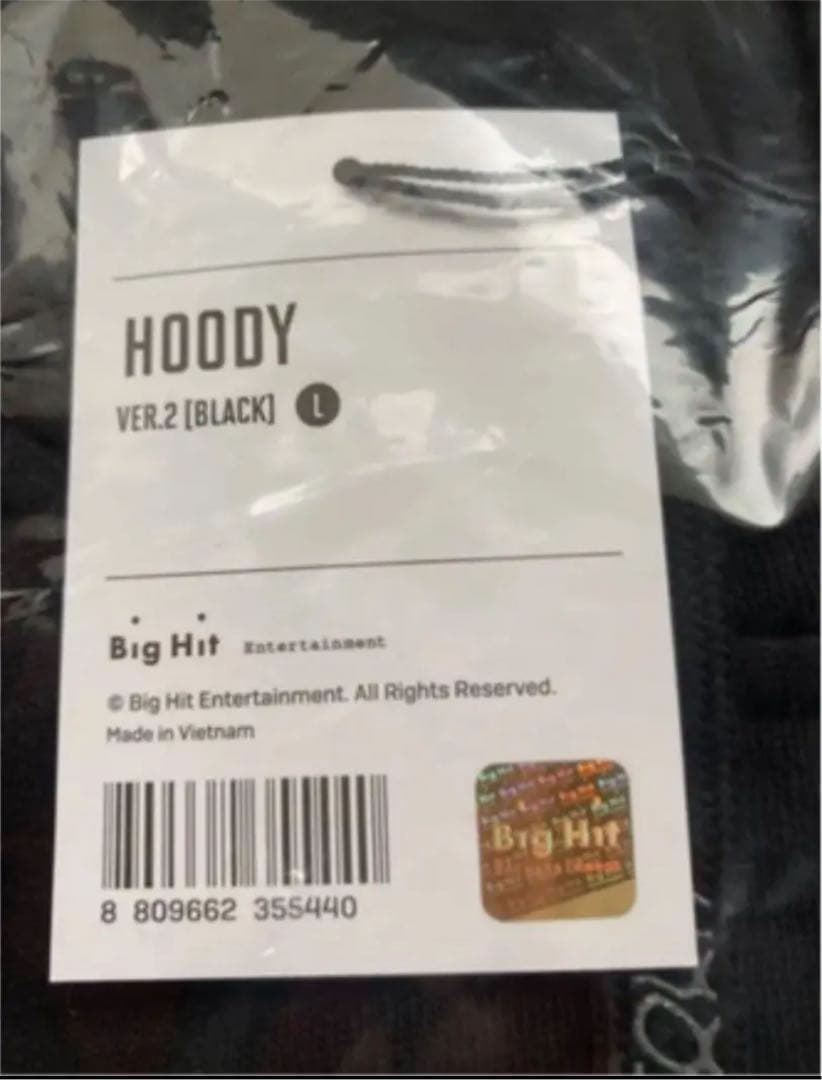 HOODY
VER.2 [BLACK] L
Big Hit Entertainment
© Big Hit Entertainment. All Rights Reserved.
Made in Vietnam
8 809662 355440
Big Hit